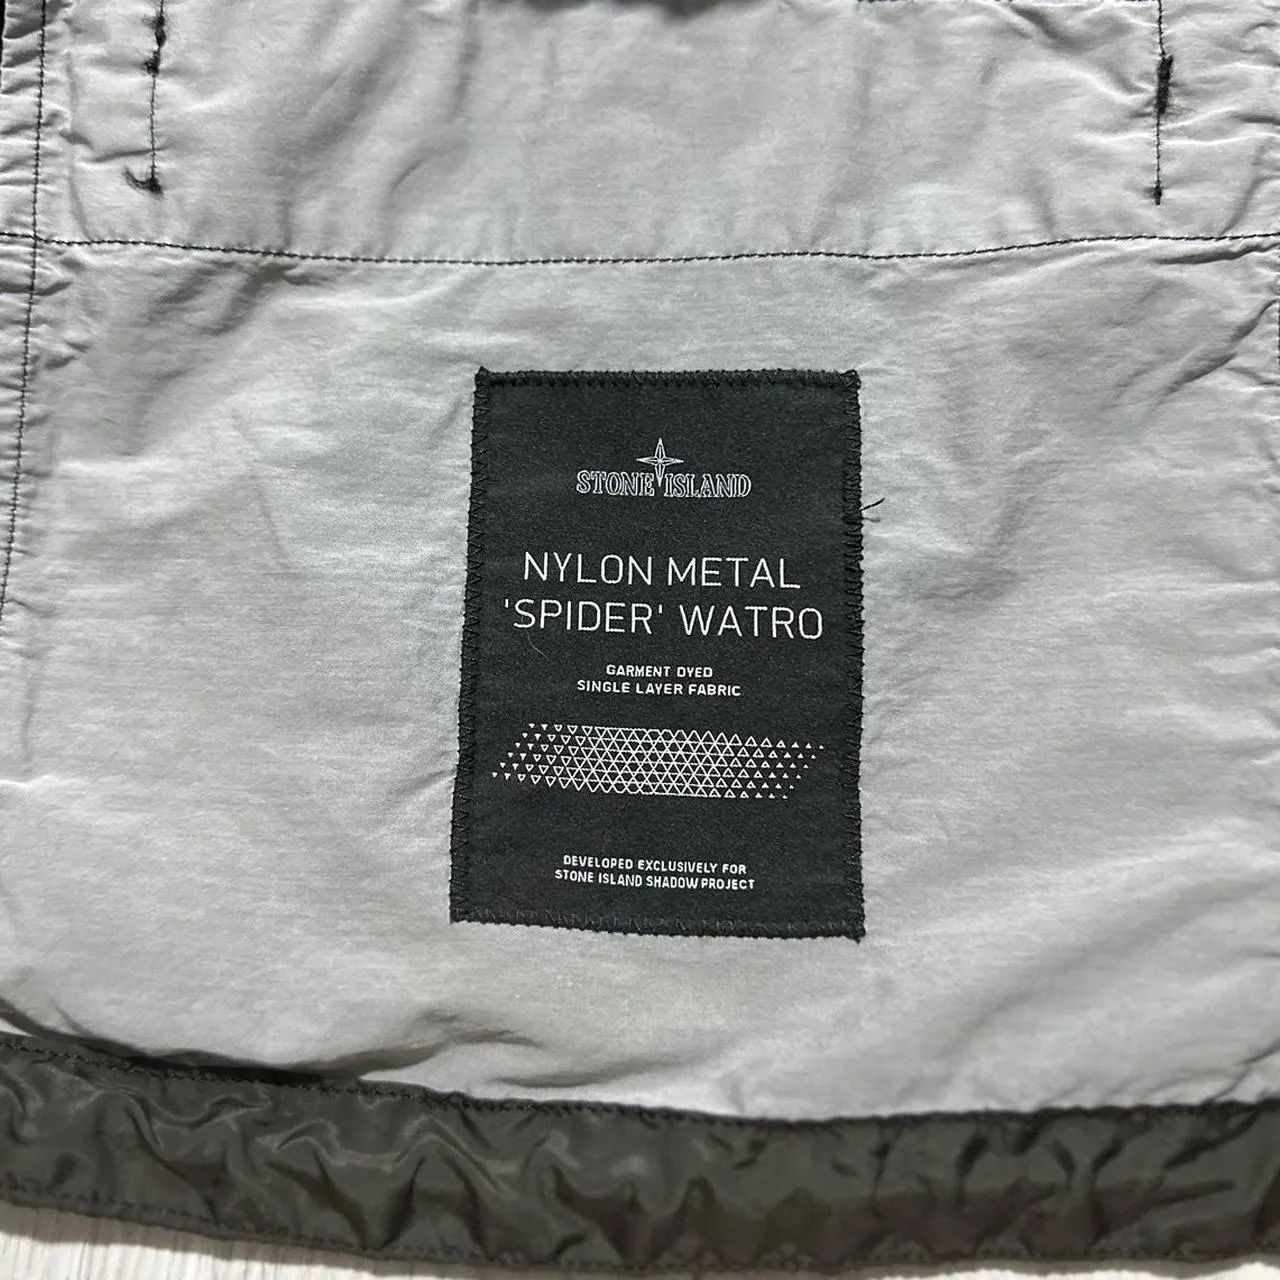 STONE ISLAND
NYLON METAL
'SPIDER' WATRO
GARMENT DYED
SINGLE LAYER FABRIC
DEVELOPED EXCLUSIVELY FOR
STONE ISLAND SHADOW PROJECT